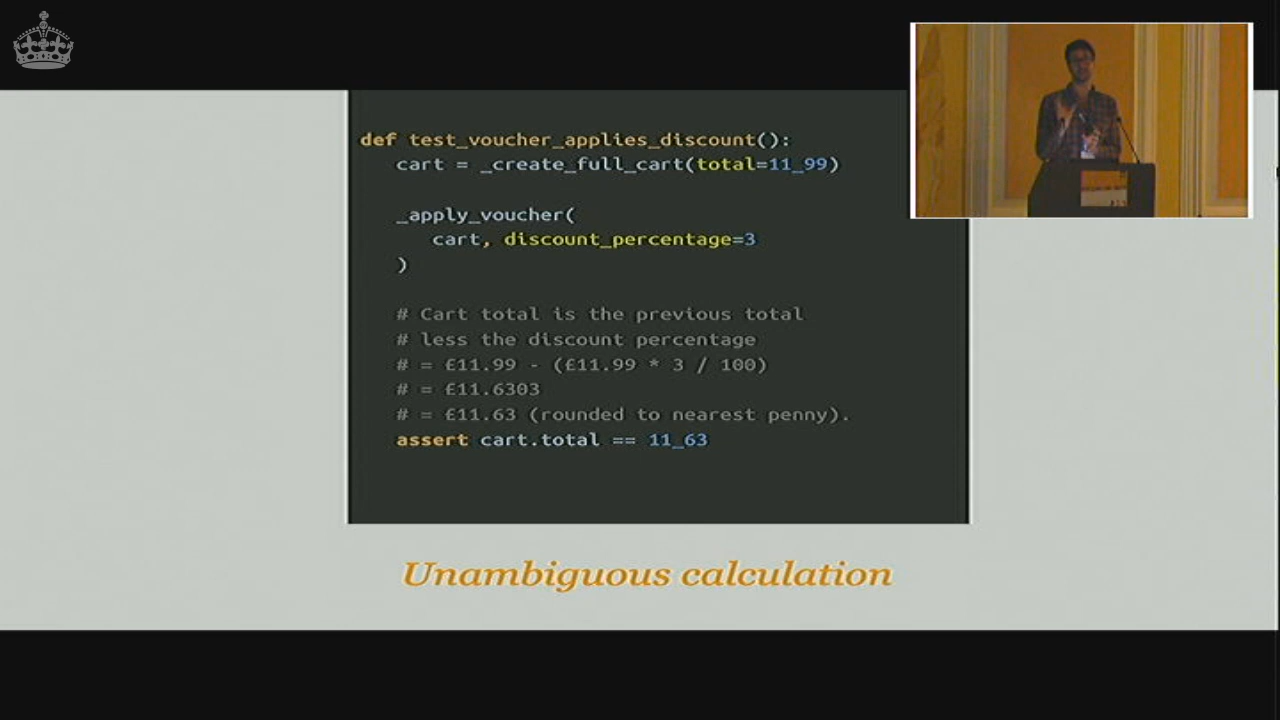 def test_voucher_applies_discount():
cart = _create_full_cart(total=11_99)
_apply_voucher(
cart, discount_percentage=3
)
# Cart total is the previous total
# less the discount percentage
# = £11.99 - (£11.99 * 3 / 100)
# = £11.6303
# = £11.63 (rounded to nearest penny).
assert cart.total == 11_63
Unambiguous calculation